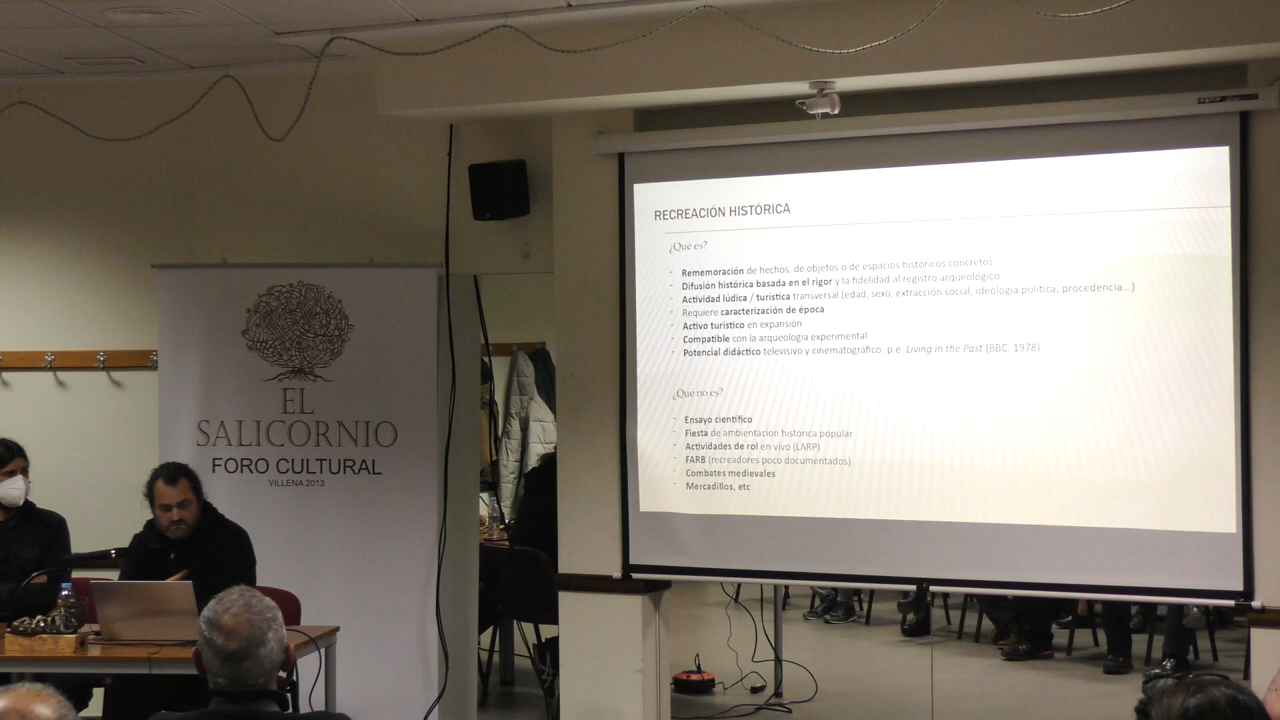 EL
SALICORNIO
FORO CULTURAL
VILLENA 2013
RECREACIÓN HISTÓRICA
¿Qué es?
- Rememoración de hechos, de objetos o de espacios históricos concretos
- Difusión histórica basada en el rigor y la fidelidad al registro arqueológico
- Actividad lúdica / turística transversal (edad, sexo, extracción social, ideología política, procedencia...)
- Requiere caracterización de época
- Activo turístico en expansión
- Compatible con la arqueología experimental
- Potencial didáctico televisivo y cinematográfico: p.e. Living in the Past (BBC, 1978)
¿Que no es?
- Ensayo científico
- Fiesta de ambientación histórica popular
- Actividades de rol en vivo (LARP)
- FARB (recreadores poco documentados)
- Combates medievales
- Mercadillos, etc